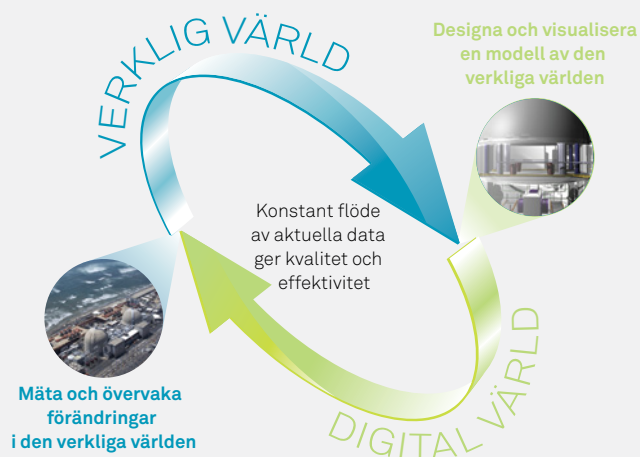 VERKLIG VÄRLD
Designa och visualisera
en modell av den
verkliga världen
Konstant flöde
av aktuella data
ger kvalitet och
effektivitet
Mäta och övervaka
förändringar
i den verkliga världen
DIGITAL VÄRLD